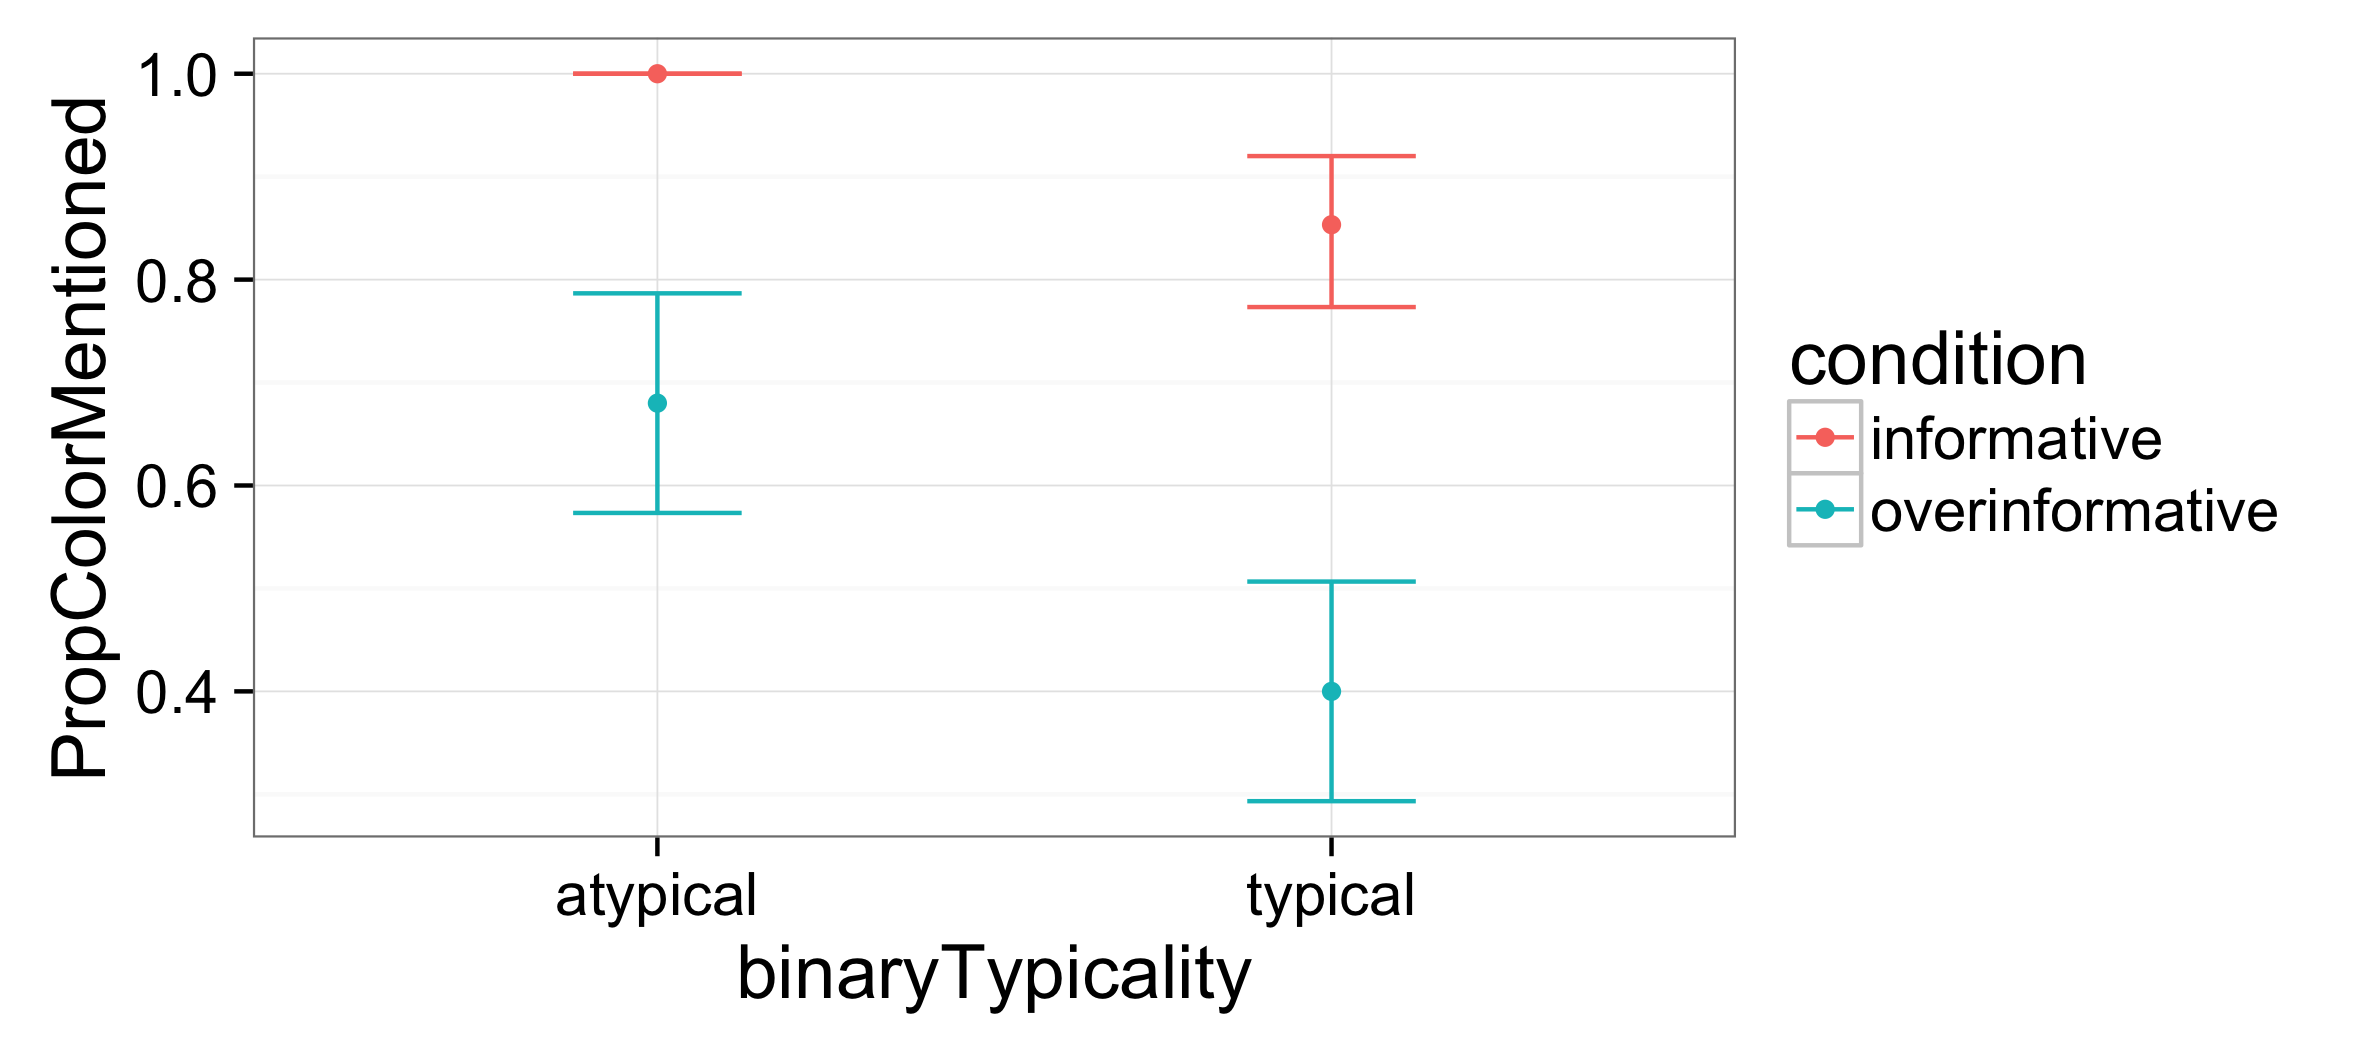 PropColorMentioned
1.0
0.8
0.6
0.4
atypical
typical
binaryTypicality
condition
informative
overinformative